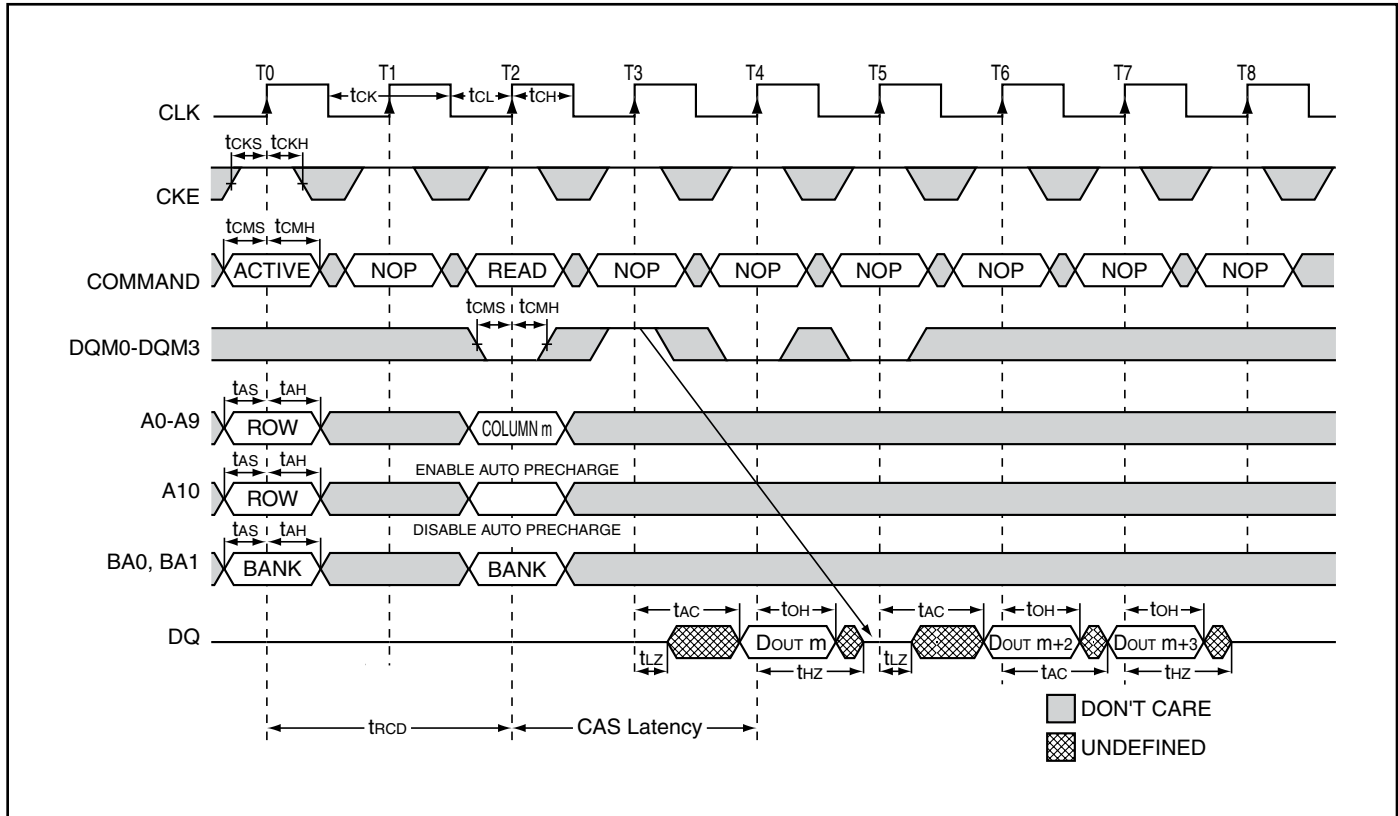 T0 T1 T2 T3 T4 T5 T6 T7 T8
tCK tCL tCH
CLK
tCKS tCKH
CKE
tCMS tCMH
ACTIVE NOP READ NOP NOP NOP NOP NOP NOP
COMMAND
tCMS tCMH
DQM0-DQM3
tAS tAH
A0-A9 ROW COLUMN m
tAS tAH ENABLE AUTO PRECHARGE
A10 ROW
tAS tAH DISABLE AUTO PRECHARGE
BA0, BA1 BANK BANK
tAC tOH tAC tOH tOH
DQ DOUT m DOUT m+2 DOUT m+3
tLZ tHZ tLZ tAC tHZ
DON'T CARE
tRCD CAS Latency
UNDEFINED